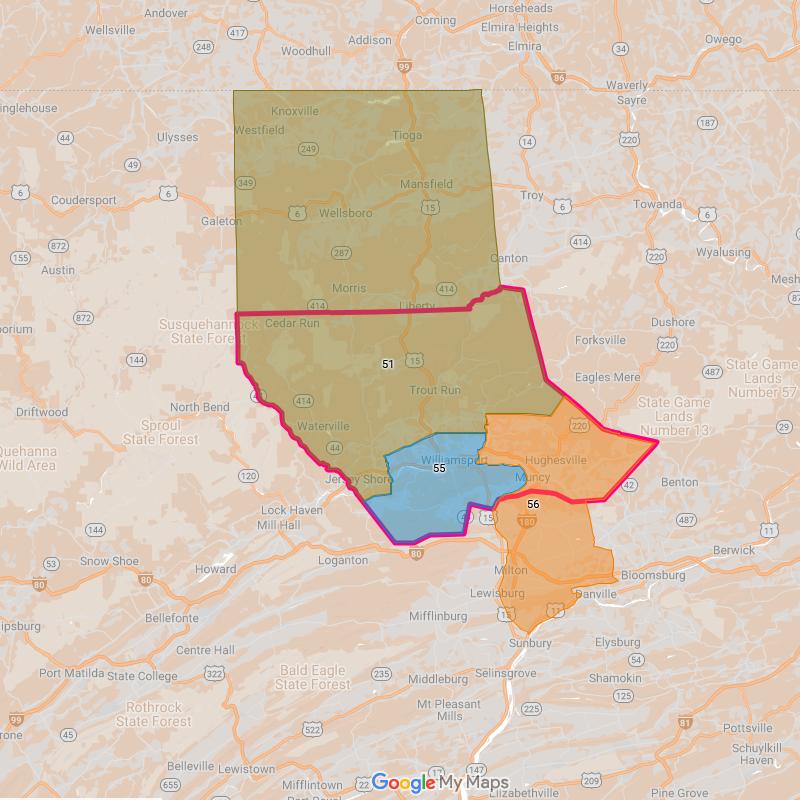 Horseheads
Andover
Corning
Elmira Heights
417
Wellsville
Owego
Addison
Elmira
248
Woodhull
34
99
86
Waverly
Sayre
Knoxville
187
Westfield
Tioga
44
Ulysses
220
14
249
49
349
Mansfield
6
6
Troy
6
Coudersport
15
Towanda
6
Wellsboro
6
Galeton
414
872
287
Wyalusing
155
Canton
220
Austin
Morris
414
414
Liberty
872
Cedar Run
Dushore
Susquehannock
State Forest
Forksville
220
144
51
15
State Game
Lands
Number 57
487
Eagles Mere
Trout Run
North Bend
414
State Game
Lands
Number 13
Driftwood
Sproul
State Forest
Waterville
220
29
44
Wild Area
Williamsport
Hughesville
55
120
Jersey Shore
Muncy
42
Benton
56
Lock Haven
Mill Hall
15
180
487
144
11
80
Berwick
Snow Shoe
Loganton
53
Howard
Milton
80
80
Bloomsburg
Lewisburg
Danville
Bellefonte
Mifflinburg
15
11
Sunbury
Elysburg
Centre Hall
54
322
Bald Eagle
State Forest
235
Selinsgrove
Port Matilda
State College
Middleburg
Shamokin
125
Rothrock
State Forest
Mt Pleasant
Mills
225
99
81
522
45
Pottsville
Schuylkill
Haven
Belleville
Lewistown
147
655
Mifflintown
22
209
Google My Maps
Elizabethville
Pine Grove